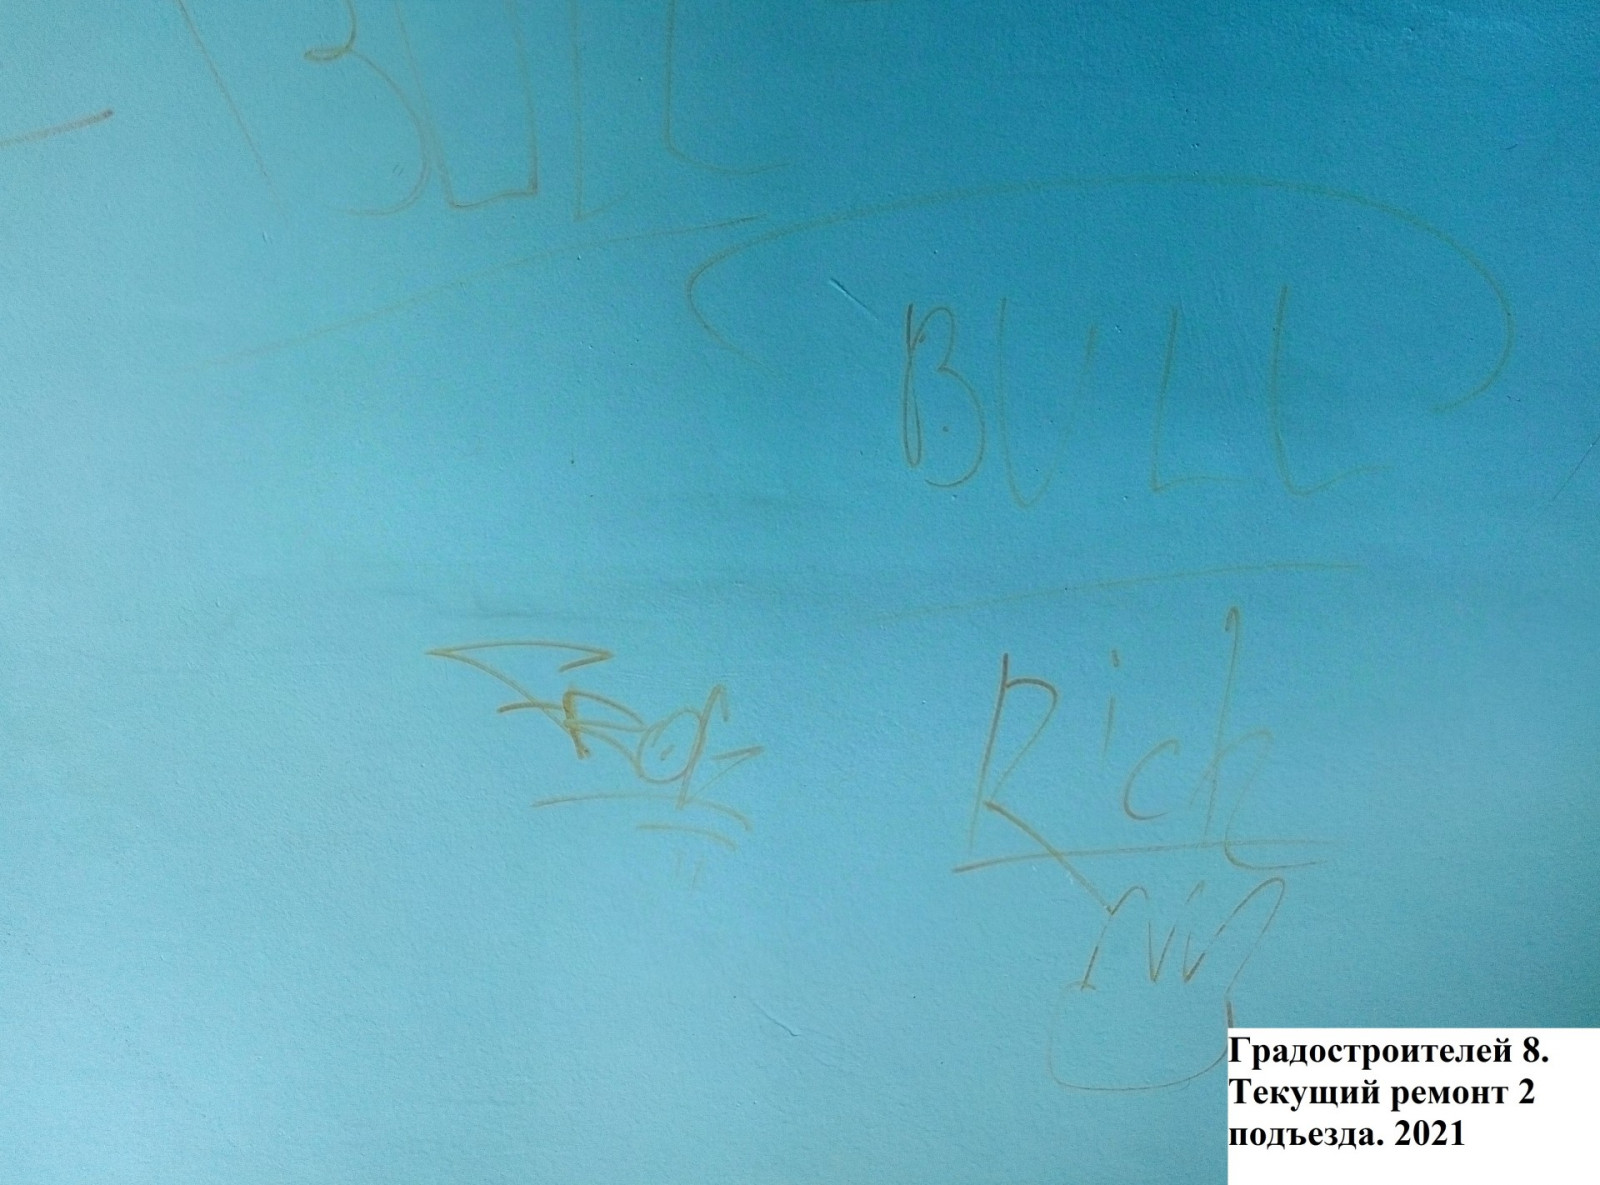 BULL
BULL
Rich
Градостроителей 8.
Текущий ремонт 2
подъезда. 2021